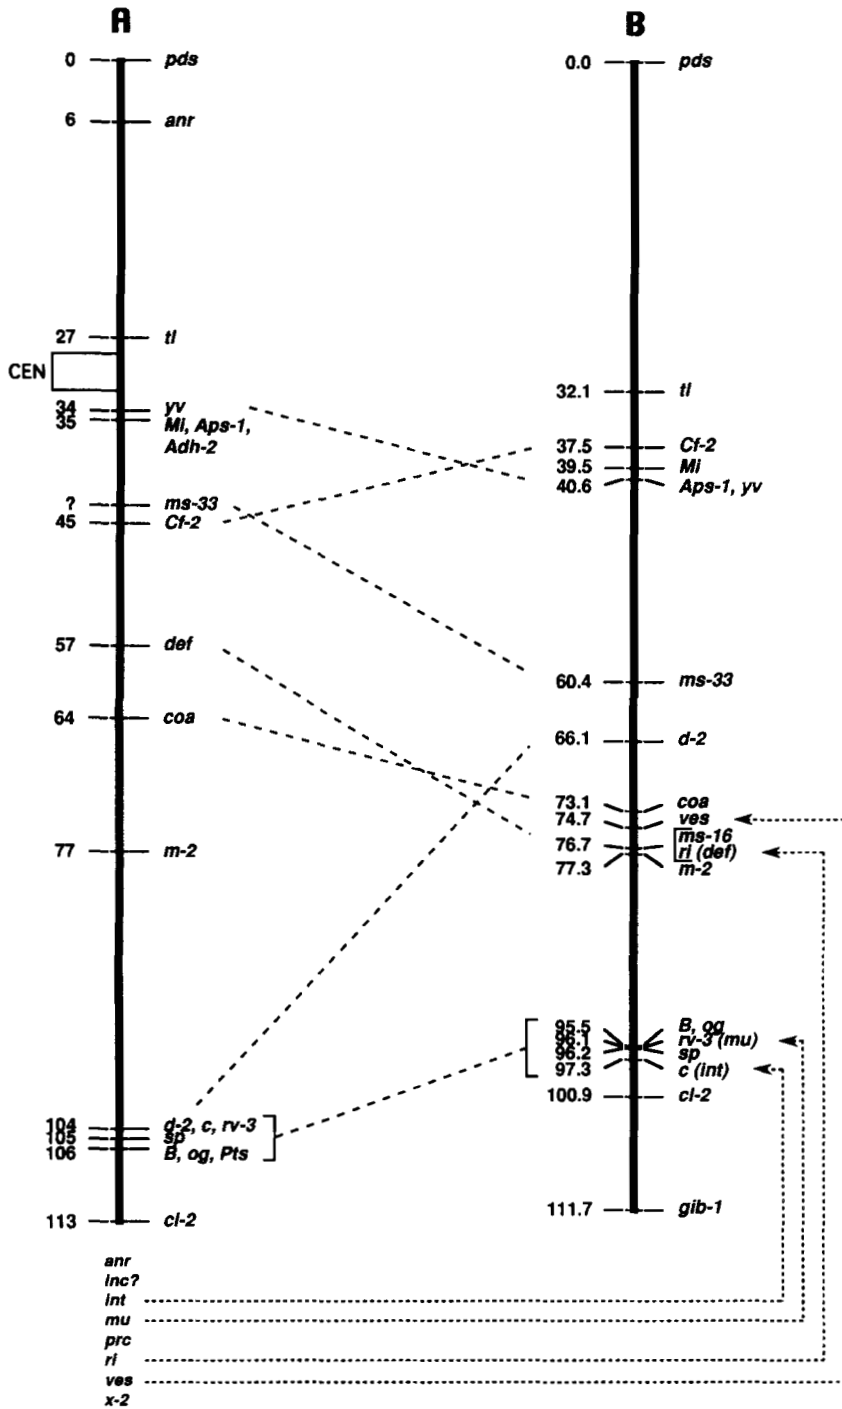 A
0 pds
6 anr
27 tl
CEN
34 yv
35 Mi, Aps-1,
Adh-2
? ms-33
45 Cf-2
57 def
64 coa
77 m-2
104 d-2, c, rv-3
105 sp
106 B, og, Pts
113 cl-2
anr
inc?
int
mu
prc
ri
ves
x-2
B
0.0 pds
32.1 tl
37.5 Cf-2
39.5 Mi
40.6 Aps-1, yv
60.4 ms-33
66.1 d-2
73.1 coa
74.7 ves
ms-16
76.7 ri (def)
77.3 m-2
95.5 B, og
96.1 rv-3 (mu)
96.2 sp
97.3 c (int)
100.9 cl-2
111.7 gib-1